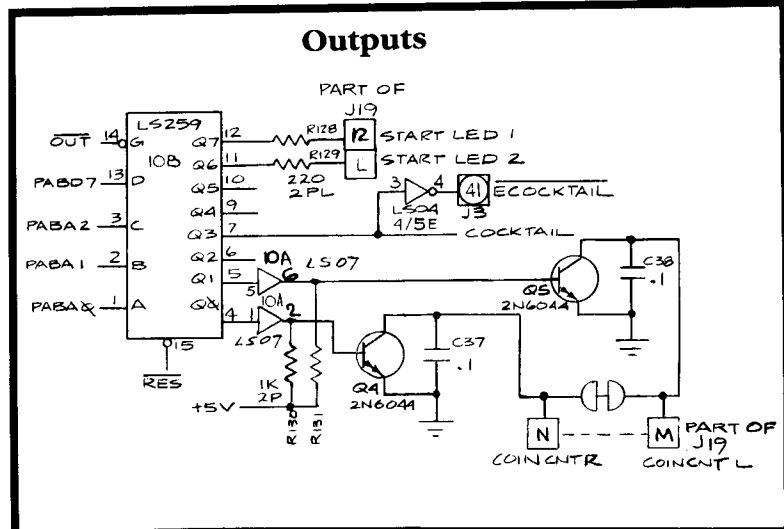 Outputs
PART OF
J19
LS259
10B
OUT 14 G
Q7 12
R128
R START LED 1
Q6 11
R129
L START LED 2
PABD7 13 D
Q5 10
220
2PL
Q4 9
3 4
41 ECOCKTAIL
J3
LS04
4/5E
PABA2 3 C
Q3 7
COCKTAIL
Q2 6
PABA1 2 B
Q1 5
10A
5 6 LS07
Q5
2N6044
C38
.1
PABA0 1 A
Q0 4
10A
1 2
LS07
15
RES
1K
2P
+5V
R130
R131
Q4
2N6044
C37
.1
N
M PART OF
J19
COINCNTR
COINCNT L